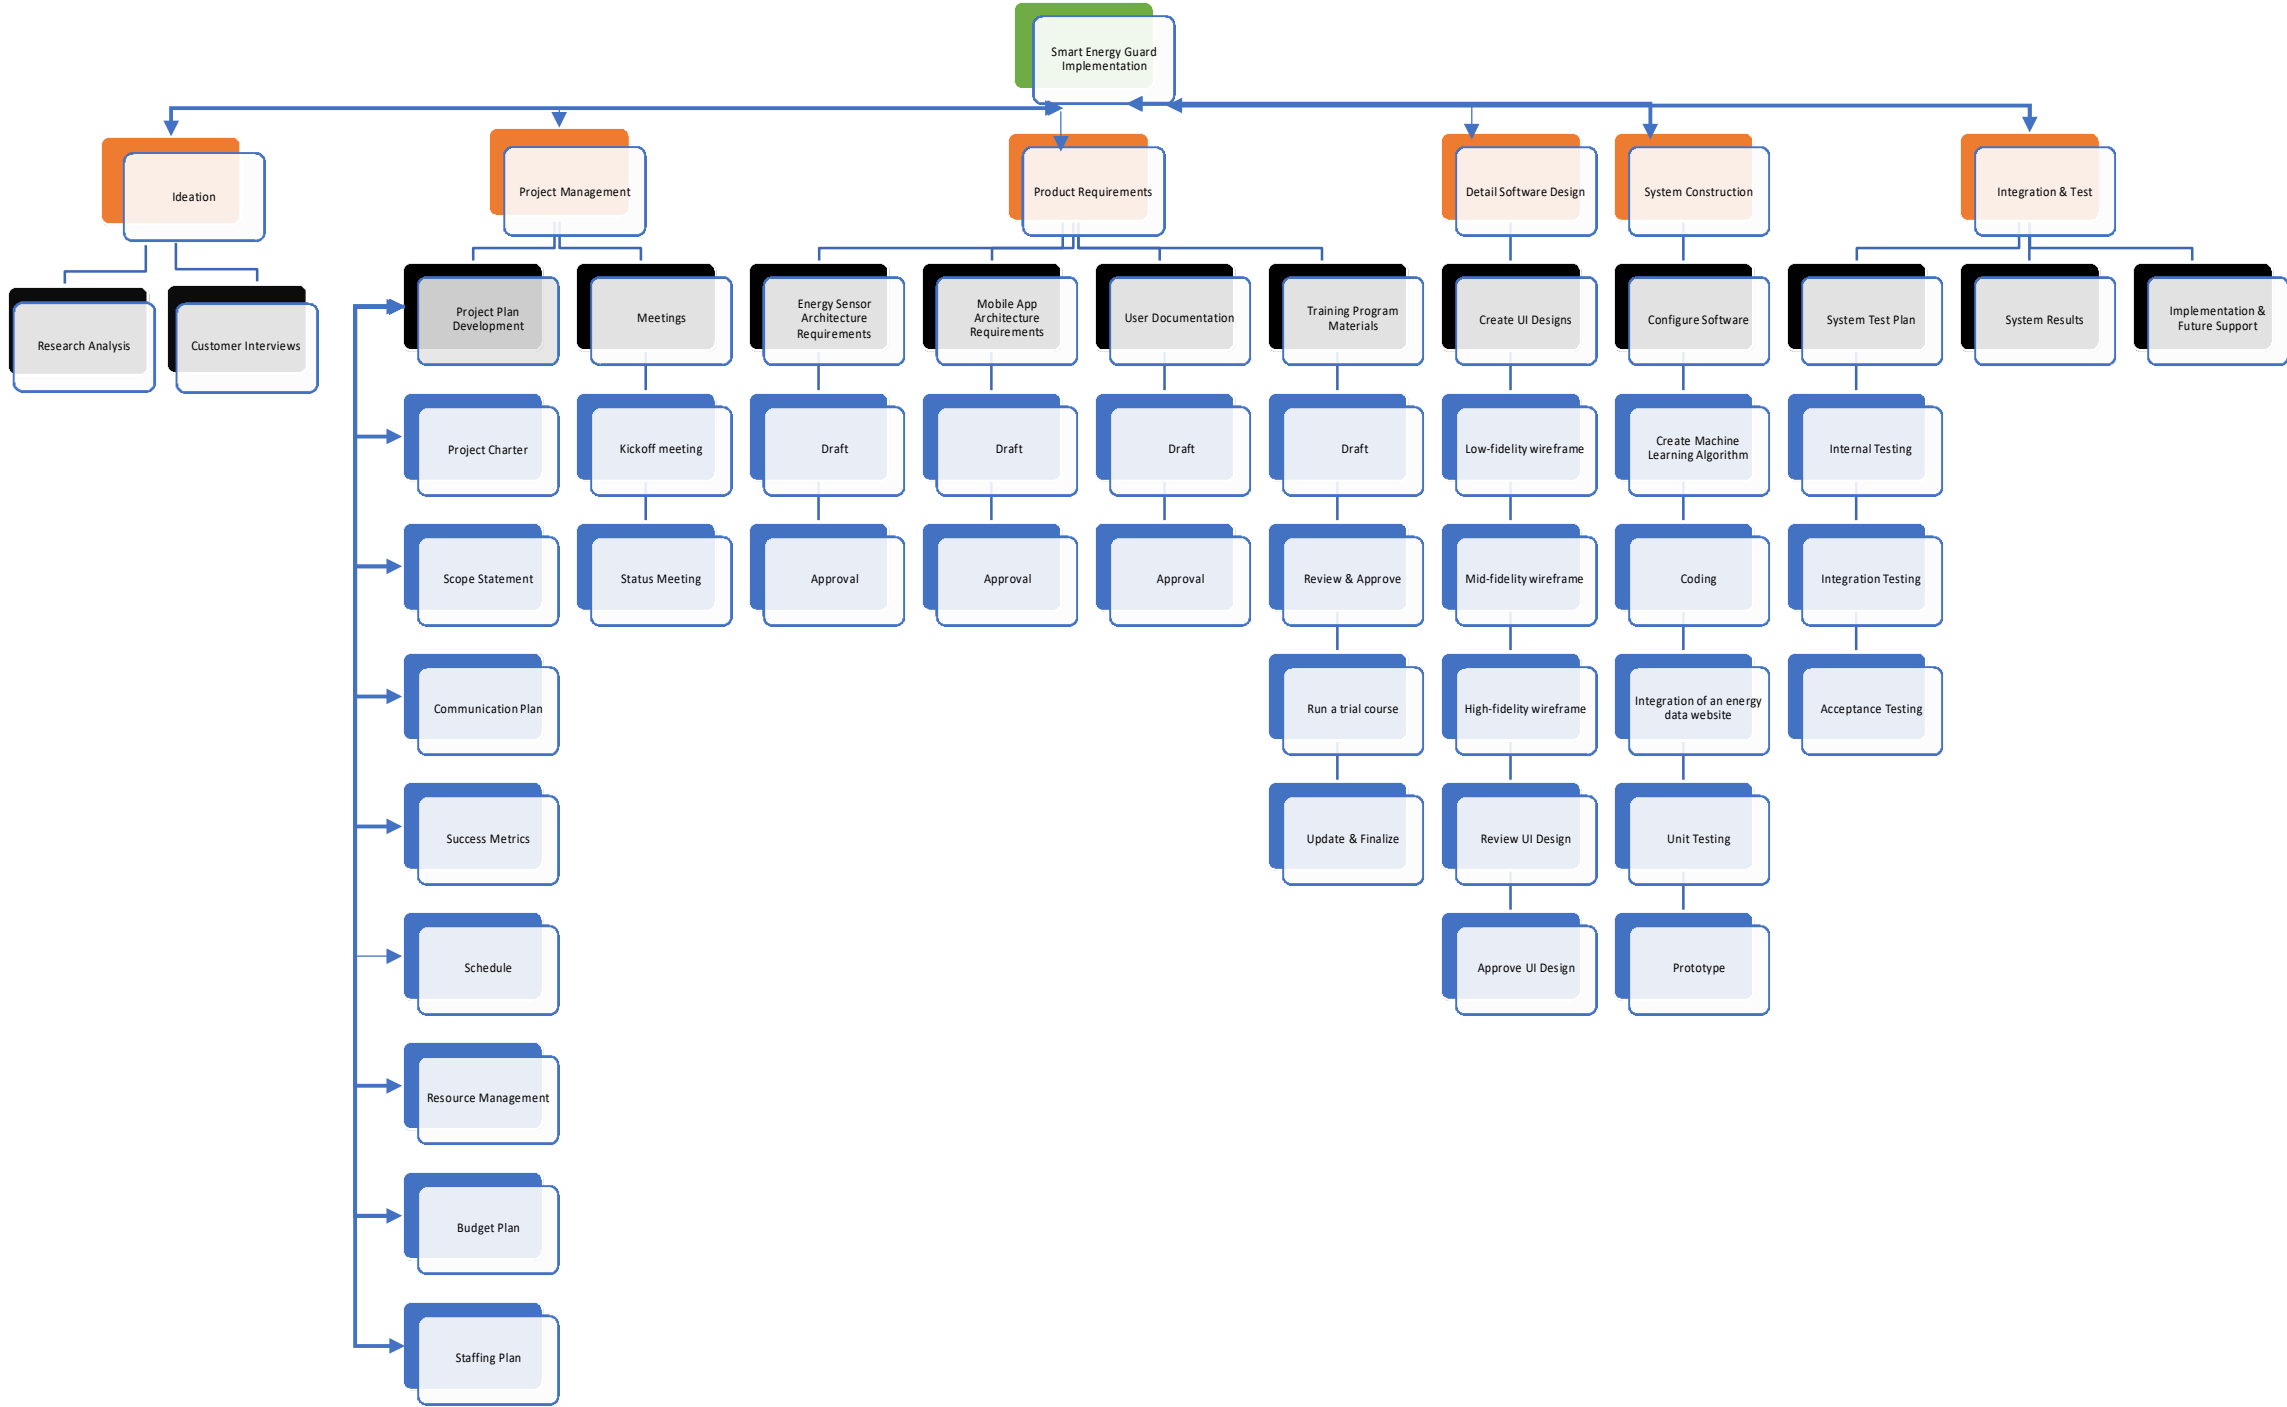 Smart Energy Guard
Implementation
Ideation
Project Management
Product Requirements
Detail Software Design
System Construction
Integration & Test
Research Analysis
Customer Interviews
Project Plan
Development
Meetings
Energy Sensor
Architecture
Requirements
Mobile App
Architecture
Requirements
User Documentation
Training Program
Materials
Create UI Designs
Configure Software
System Test Plan
System Results
Implementation &
Future Support
Project Charter
Kickoff meeting
Draft
Draft
Draft
Draft
Low-fidelity wireframe
Create Machine
Learning Algorithm
Internal Testing
Scope Statement
Status Meeting
Approval
Approval
Approval
Review & Approve
Mid-fidelity wireframe
Coding
Integration Testing
Communication Plan
Run a trial course
High-fidelity wireframe
Integration of an energy
data website
Acceptance Testing
Success Metrics
Update & Finalize
Review UI Design
Unit Testing
Schedule
Approve UI Design
Prototype
Resource Management
Budget Plan
Staffing Plan